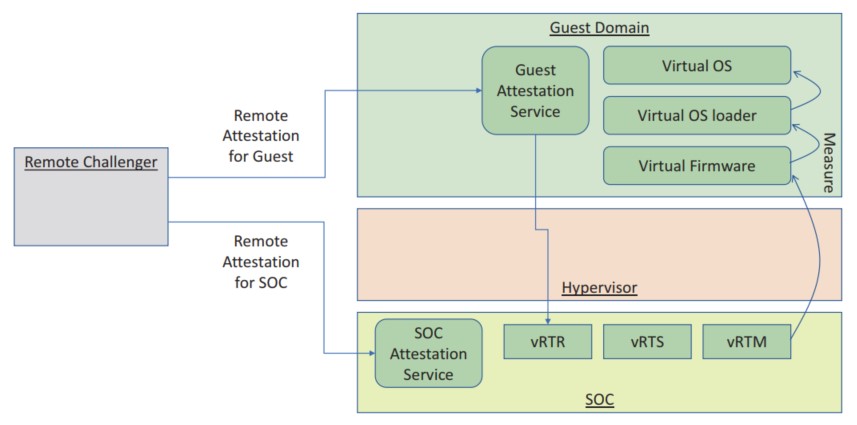 Guest Domain
Guest
Attestation
Service
Virtual OS
Virtual OS loader
Virtual Firmware
Measure
Remote
Attestation
for Guest
Remote Challenger
Remote
Attestation
for SOC
Hypervisor
SOC
Attestation
Service
vRTR
vRTS
vRTM
SOC